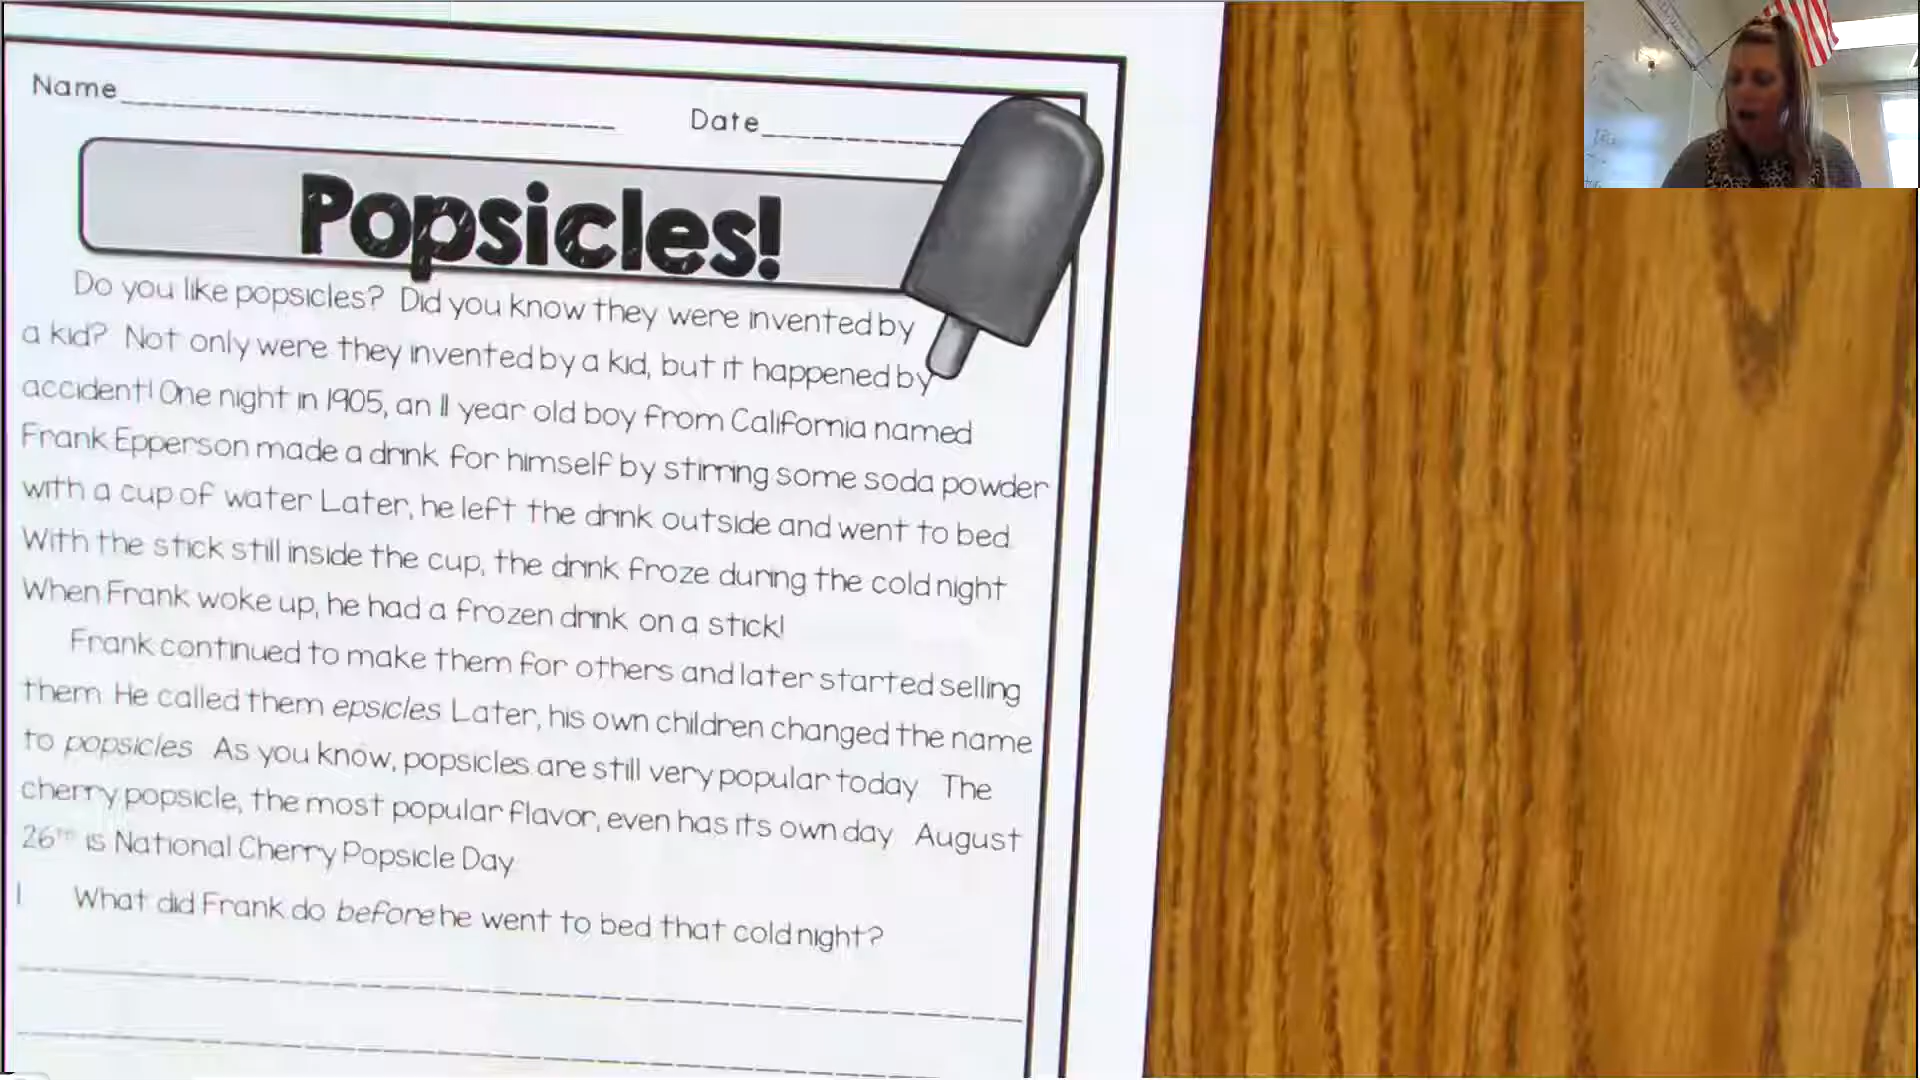 Name
Date
Popsicles!
Do you like popsicles? Did you know they were invented by
a kid? Not only were they invented by a kid, but it happened by
accident! One night in 1905, an 11 year old boy from California named
Frank Epperson made a drink for himself by stirring some soda powder
with a cup of water Later, he left the drink outside and went to bed
With the stick still inside the cup, the drink froze during the cold night
When Frank woke up, he had a frozen drink on a stick!
Frank continued to make them for others and later started selling
them He called them epsicles Later, his own children changed the name
to popsicles As you know, popsicles are still very popular today The
cherry popsicle, the most popular flavor, even has its own day August
26th is National Cherry Popsicle Day
1 What did Frank do before he went to bed that cold night?